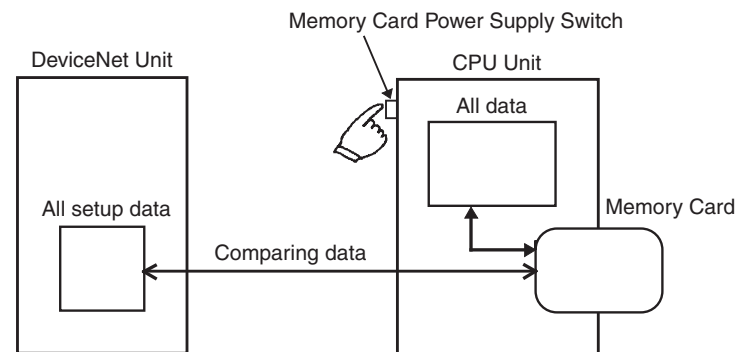 Memory Card Power Supply Switch
DeviceNet Unit
CPU Unit
All data
All setup data
Memory Card
Comparing data